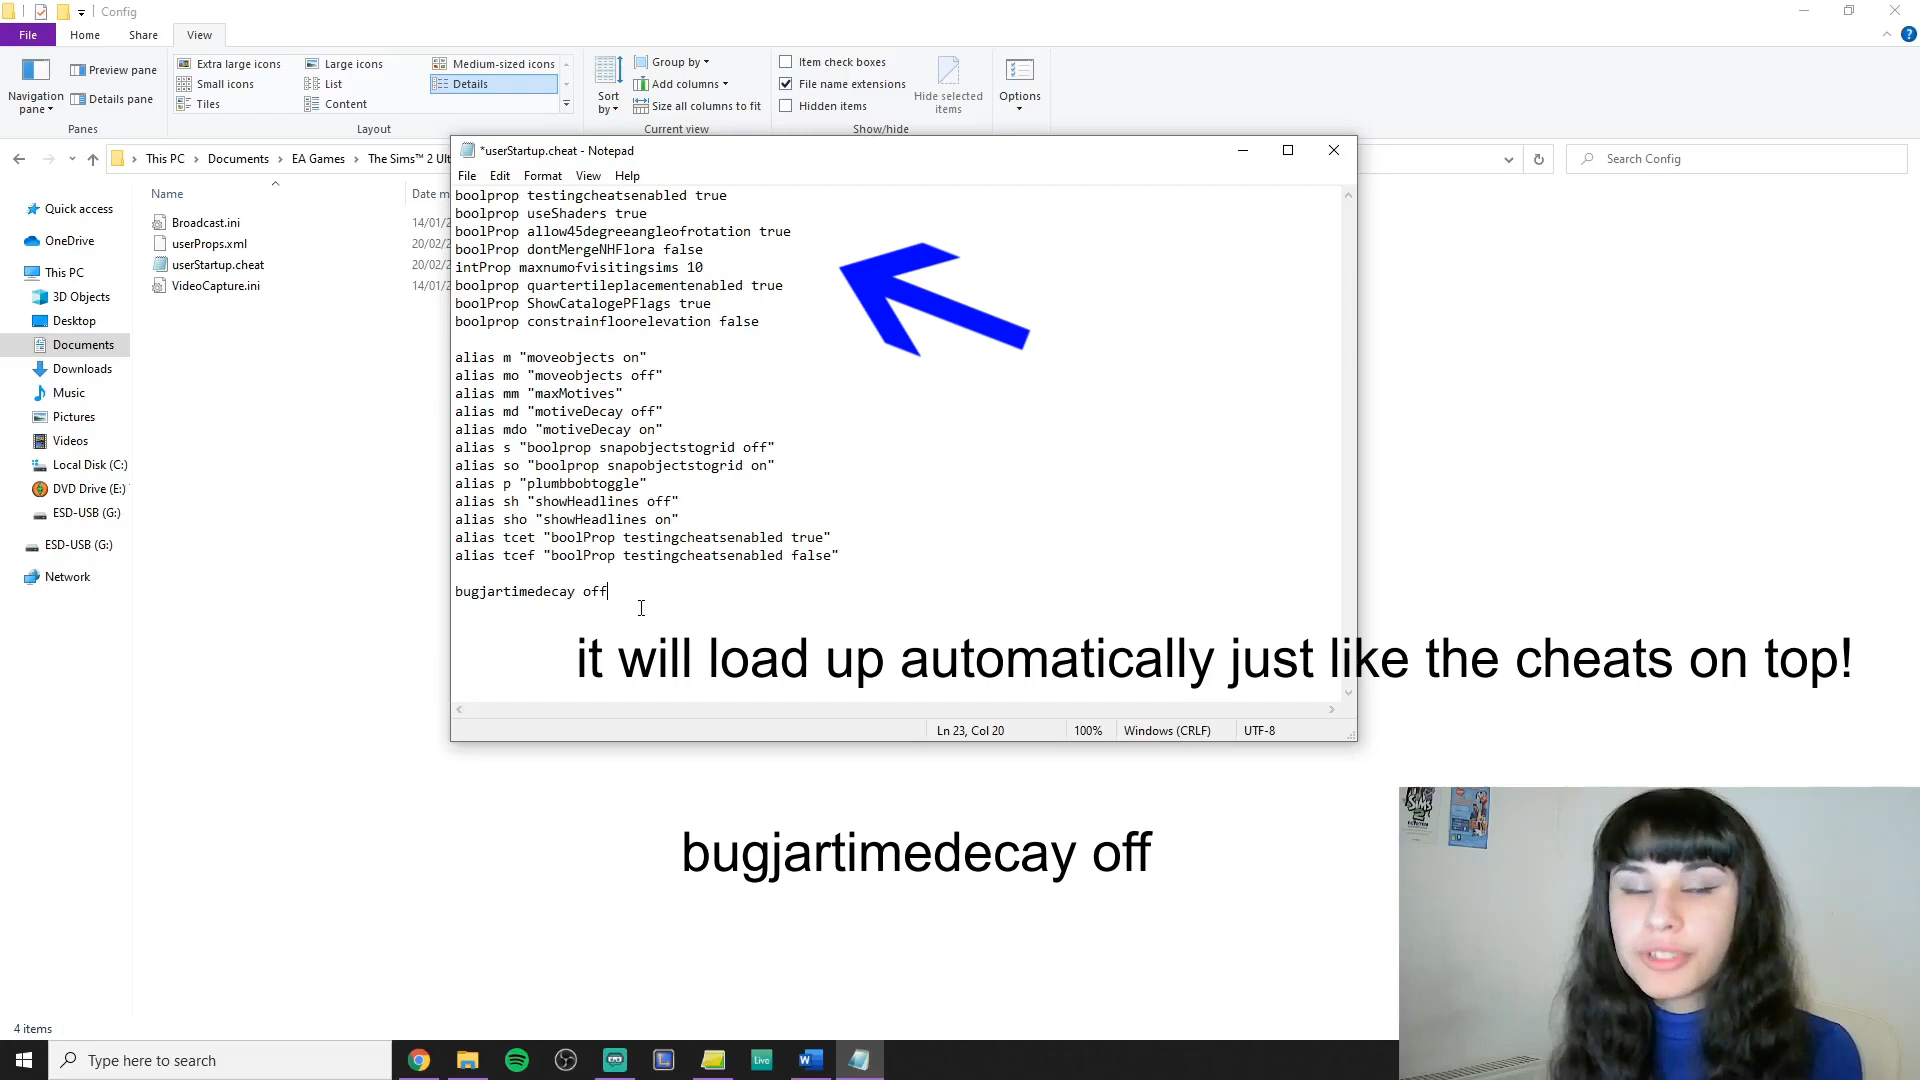 Config
File
Home
Share
View
Navigation pane
Preview pane
Details pane
Panes
Extra large icons
Large icons
Medium-sized icons
Small icons
List
Details
Tiles
Content
Layout
Sort by
Group by
Add columns
Size all columns to fit
Current view
Item check boxes
File name extensions
Hidden items
Hide selected items
Show/hide
Options
This PC
Documents
EA Games
The Sims™ 2 Ul
Search Config
Quick access
OneDrive
This PC
3D Objects
Desktop
Documents
Downloads
Music
Pictures
Videos
Local Disk (C:)
DVD Drive (E:)
ESD-USB (G:)
ESD-USB (G:)
Network
Name
Date m
Broadcast.ini
14/01/2
userProps.xml
20/02/2
userStartup.cheat
20/02/2
VideoCapture.ini
14/01/2
*userStartup.cheat - Notepad
File Edit Format View Help
boolprop testingcheatsenabled true
boolprop useShaders true
boolProp allow45degreeangleofrotation true
boolProp dontMergeNHFlora false
intProp maxnumofvisitingsims 10
boolprop quartertileplacementenabled true
boolProp ShowCatalogePFlags true
boolprop constrainfloorelevation false
alias m "moveobjects on"
alias mo "moveobjects off"
alias mm "maxMotives"
alias md "motiveDecay off"
alias mdo "motiveDecay on"
alias s "boolprop snapobjectstogrid off"
alias so "boolprop snapobjectstogrid on"
alias p "plumbbobtoggle"
alias sh "showHeadlines off"
alias sho "showHeadlines on"
alias tcet "boolProp testingcheatsenabled true"
alias tcef "boolProp testingcheatsenabled false"
bugjartimedecay off
it will load up automatically just like the cheats on top!
Ln 23, Col 20
100%
Windows (CRLF)
UTF-8
bugjartimedecay off
4 items
Type here to search
Live